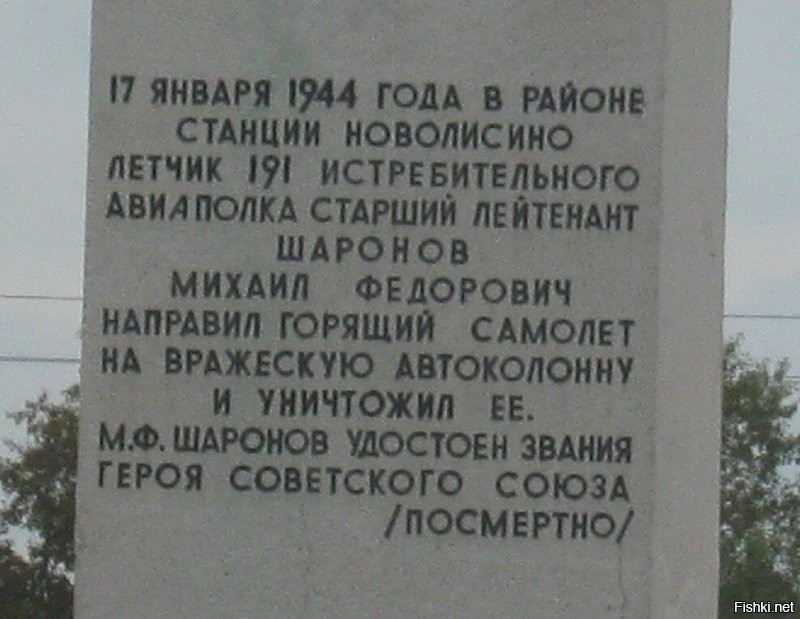 17 ЯНВАРЯ 1944 ГОДА В РАЙОНЕ
СТАНЦИИ НОВОЛИСИНО
ЛЕТЧИК 191 ИСТРЕБИТЕЛЬНОГО
АВИАПОЛКА СТАРШИЙ ЛЕЙТЕНАНТ
ШАРОНОВ
МИХАИЛ ФЕДОРОВИЧ
НАПРАВИЛ ГОРЯЩИЙ САМОЛЕТ
НА ВРАЖЕСКУЮ АВТОКОЛОННУ
И УНИЧТОЖИЛ ЕЕ.
М.Ф. ШАРОНОВ УДОСТОЕН ЗВАНИЯ
ГЕРОЯ СОВЕТСКОГО СОЮЗА
/ПОСМЕРТНО/
Fishki.net